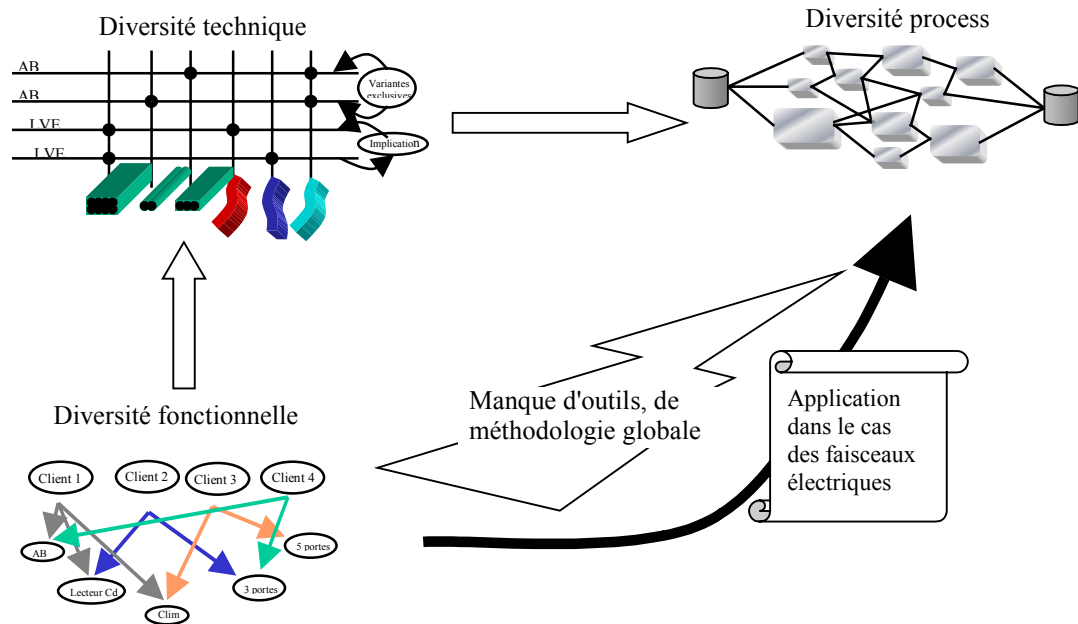 Diversité technique
Diversité process
AB
AB
LVE
LVE
Variantes
exclusives
Implication
Diversité fonctionnelle
Manque d'outils, de
méthodologie globale
Application
dans le cas
des faisceaux
électriques
Client 1
Client 2
Client 3
Client 4
AB
Lecteur Cd
Clim
3 portes
5 portes